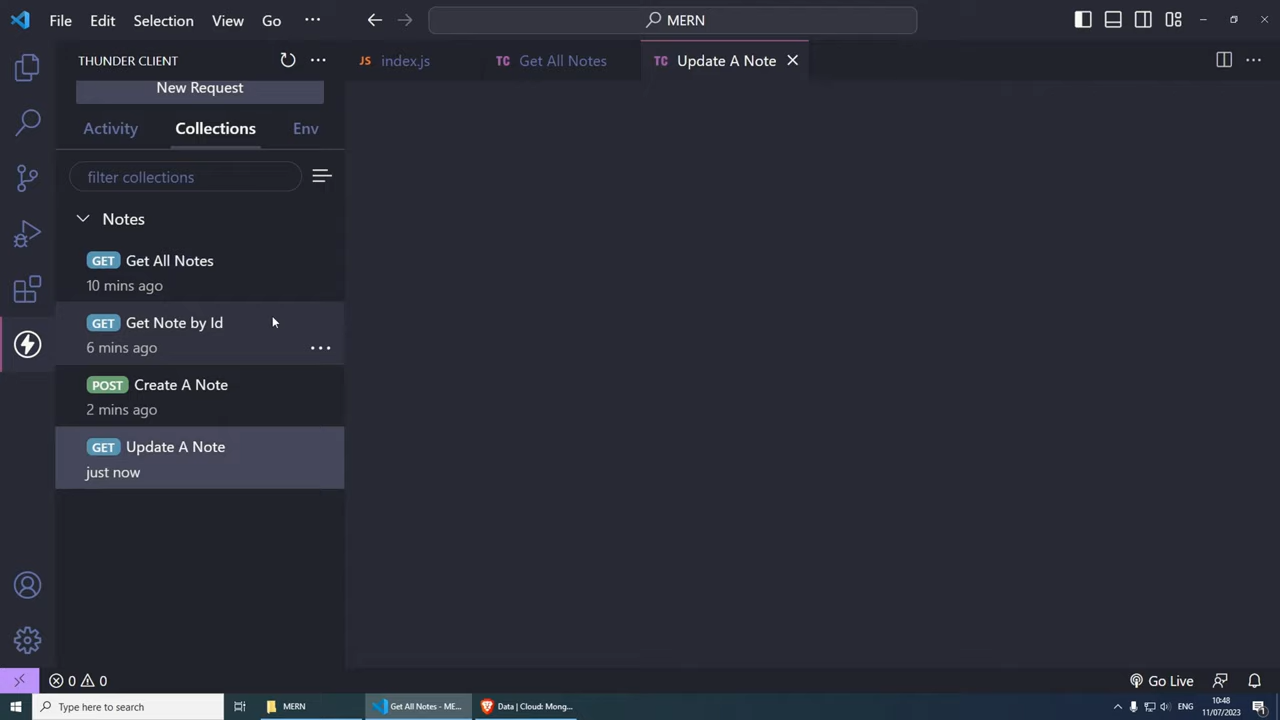 File Edit Selection View Go ··· MERN
THUNDER CLIENT ···
JS index.js TC Get All Notes TC Update A Note
New Request
Activity Collections Env
filter collections
Notes
GET Get All Notes
10 mins ago
GET Get Note by Id
6 mins ago
POST Create A Note
2 mins ago
GET Update A Note
just now
0 0 Go Live
Type here to search MERN Get All Notes - ME... Data | Cloud: Mong... ENG 10:48
11/07/2023
1